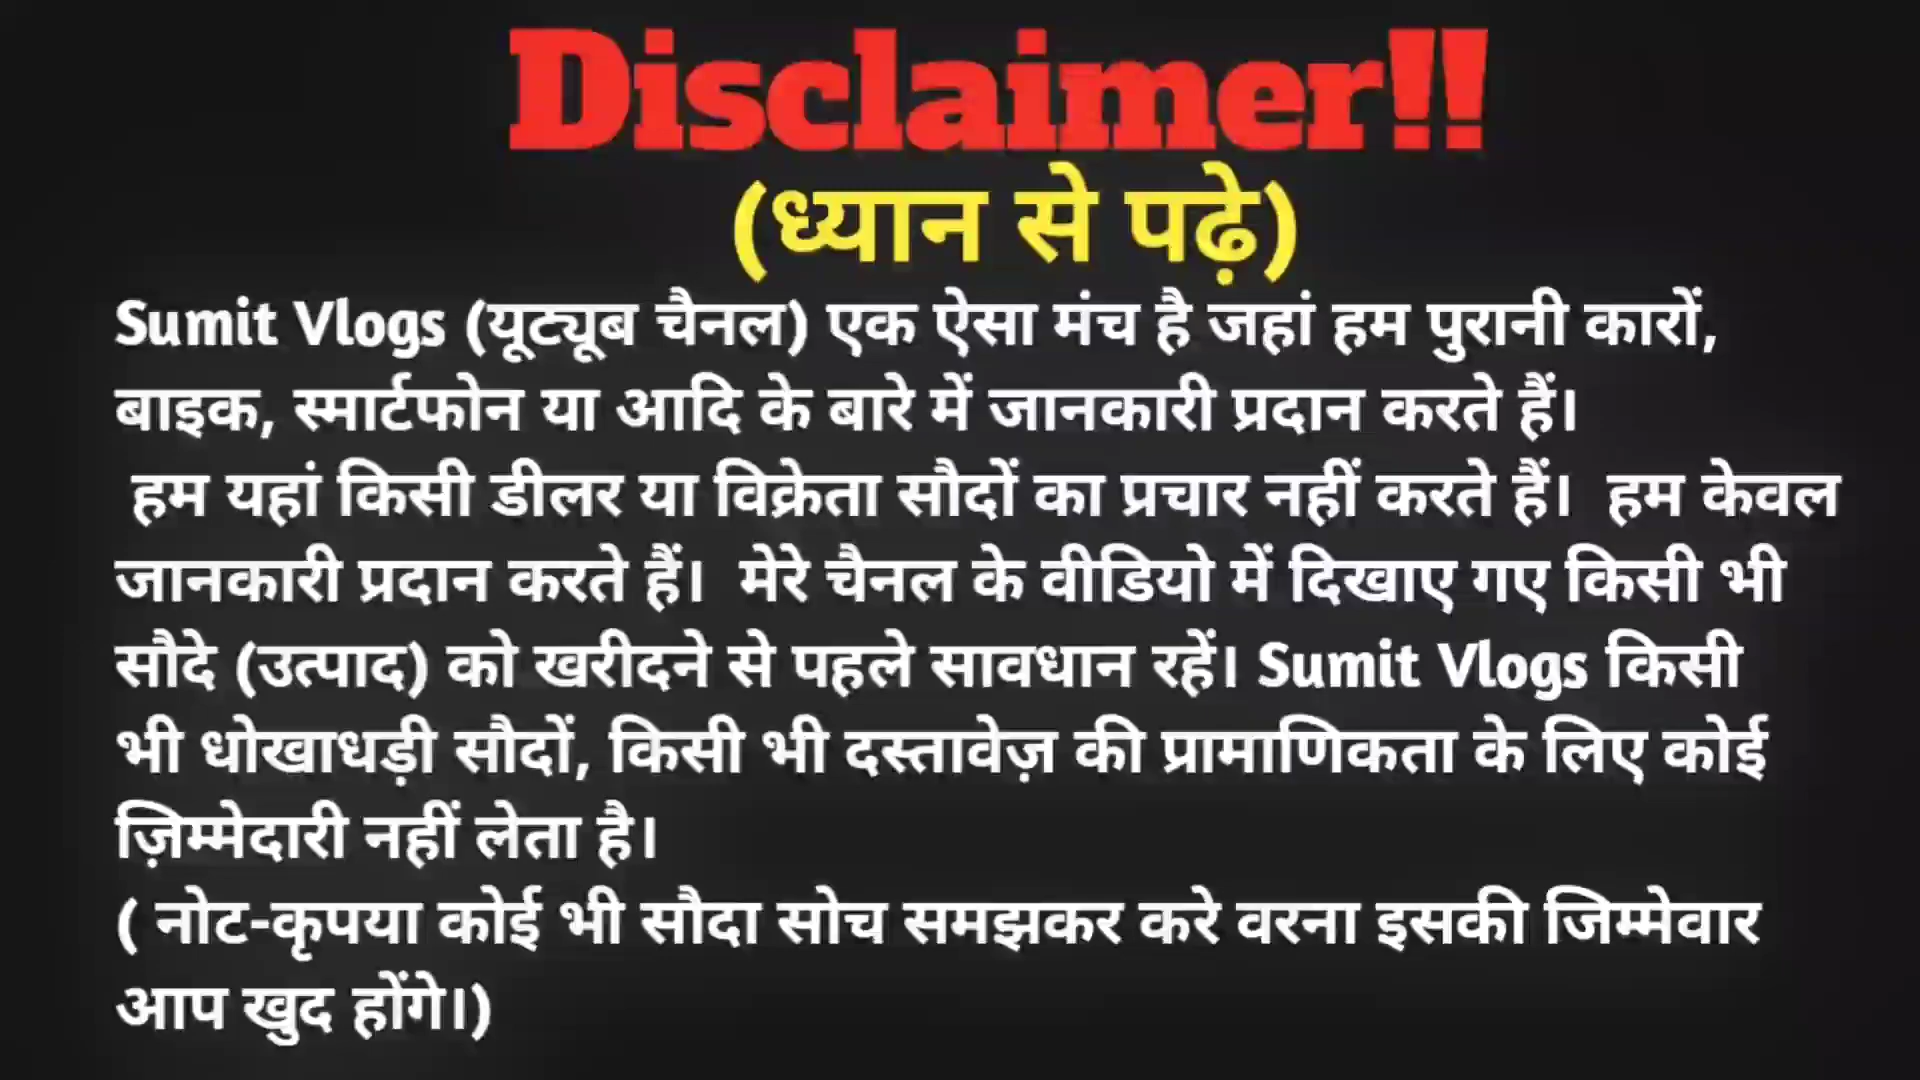 Disclaimer!!
(ध्यान से पढ़े)
Sumit Vlogs (यूट्यूब चैनल) एक ऐसा मंच है जहां हम पुरानी कारों,
बाइक, स्मार्टफोन या आदि के बारे में जानकारी प्रदान करते हैं।
हम यहां किसी डीलर या विक्रेता सौदों का प्रचार नहीं करते हैं। हम केवल
जानकारी प्रदान करते हैं। मेरे चैनल के वीडियो में दिखाए गए किसी भी
सौदे (उत्पाद) को खरीदने से पहले सावधान रहें। Sumit Vlogs किसी
भी धोखाधड़ी सौदों, किसी भी दस्तावेज़ की प्रामाणिकता के लिए कोई
ज़िम्मेदारी नहीं लेता है।
( नोट-कृपया कोई भी सौदा सोच समझकर करे वरना इसकी जिम्मेवार
आप खुद होंगे।)